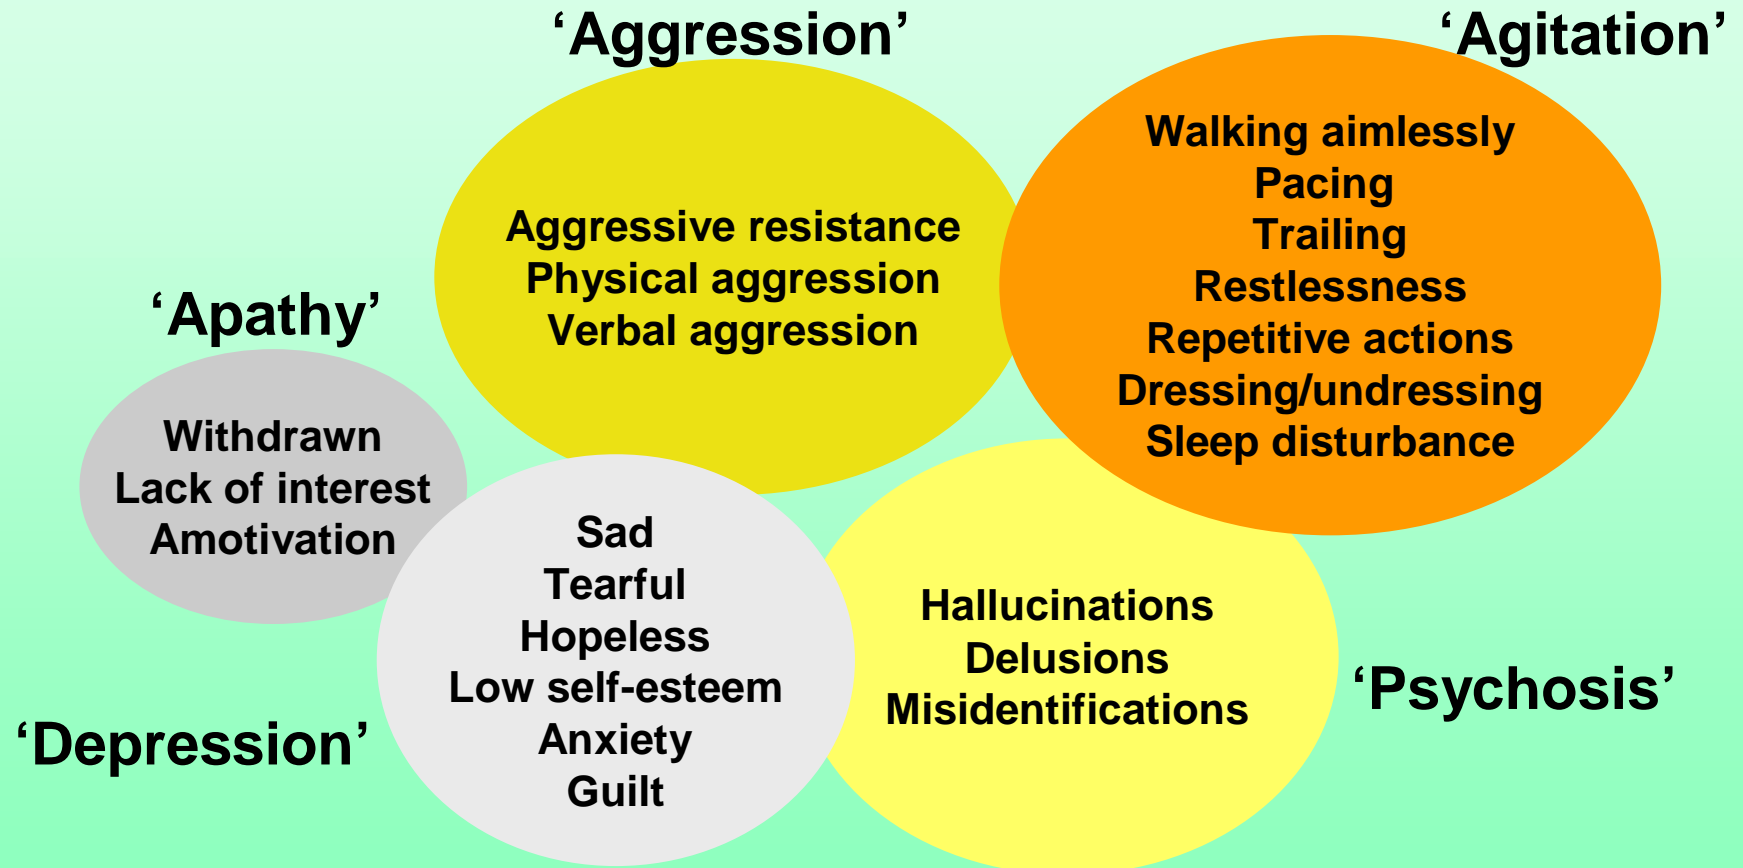 ‘Aggression’
Aggressive resistance
Physical aggression
Verbal aggression
‘Agitation’
Walking aimlessly
Pacing
Trailing
Restlessness
Repetitive actions
Dressing/undressing
Sleep disturbance
‘Apathy’
Withdrawn
Lack of interest
Amotivation
‘Depression’
Sad
Tearful
Hopeless
Low self-esteem
Anxiety
Guilt
Hallucinations
Delusions
Misidentifications
‘Psychosis’